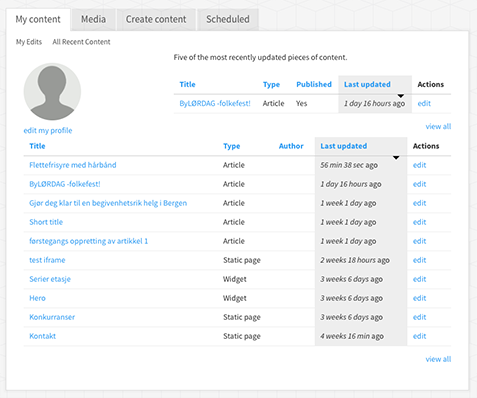 My content Media Create content Scheduled
My Edits All Recent Content
Five of the most recently updated pieces of content.
Title Type Published Last updated Actions
ByLØRDAG -folkefest! Article Yes 1 day 16 hours ago edit
edit my profile
view all
Title Type Author Last updated Actions
Flettefrisyre med hårbånd Article 56 min 38 sec ago edit
ByLØRDAG -folkefest! Article 1 day 16 hours ago edit
Gjør deg klar til en begivenhetsrik helg i Bergen Article 1 week 1 day ago edit
Short title Article 1 week 1 day ago edit
førstegangs oppretting av artikkel 1 Article 1 week 1 day ago edit
test iframe Static page 2 weeks 18 hours ago edit
Serier etasje Widget 3 weeks 6 days ago edit
Hero Widget 3 weeks 6 days ago edit
Konkurranser Static page 3 weeks 6 days ago edit
Kontakt Static page 4 weeks 16 min ago edit
view all